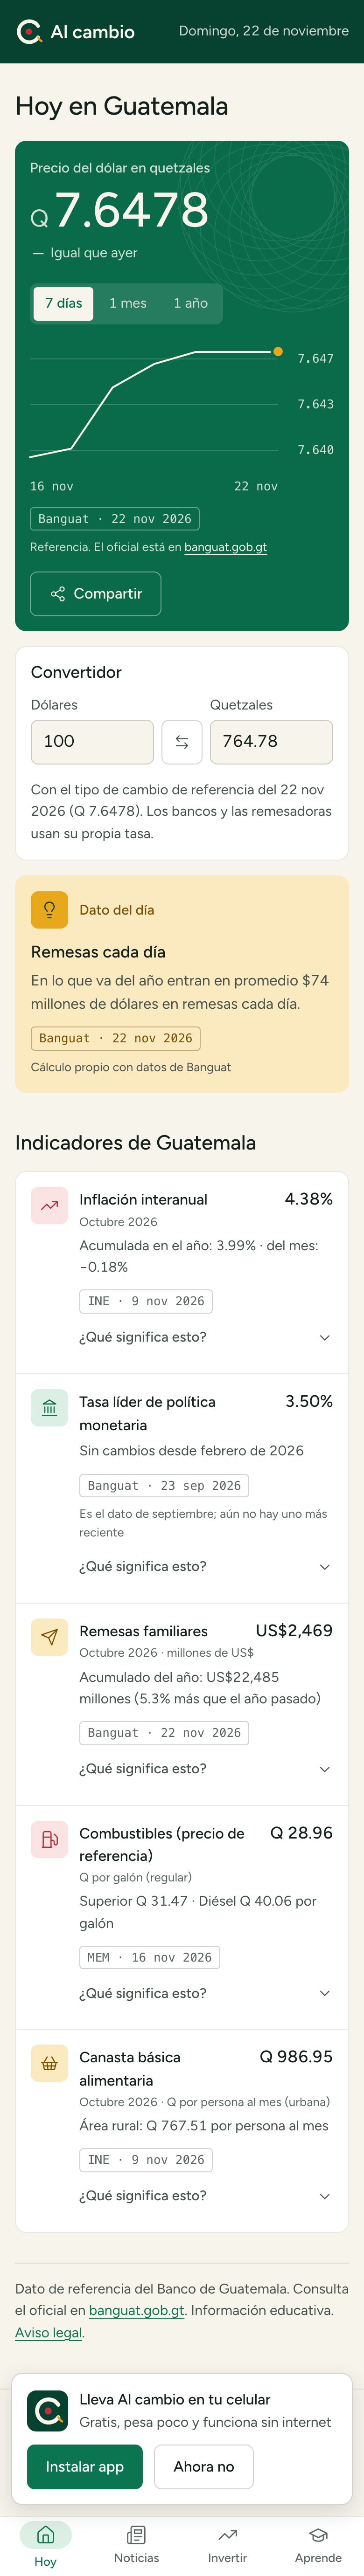 Al cambio
Domingo, 22 de noviembre
Hoy en Guatemala
Precio del dólar en quetzales
Q 7.6478
— Igual que ayer
7 días
1 mes
1 año
7.647
7.643
7.640
16 nov
22 nov
Banguat · 22 nov 2026
Referencia. El oficial está en banguat.gob.gt
Compartir
Convertidor
Dólares
Quetzales
100
764.78
Con el tipo de cambio de referencia del 22 nov
2026 (Q 7.6478). Los bancos y las remesadoras
usan su propia tasa.
Dato del día
Remesas cada día
En lo que va del año entran en promedio $74
millones de dólares en remesas cada día.
Banguat · 22 nov 2026
Cálculo propio con datos de Banguat
Indicadores de Guatemala
Inflación interanual
4.38%
Octubre 2026
Acumulada en el año: 3.99% · del mes:
−0.18%
INE · 9 nov 2026
¿Qué significa esto?
Tasa líder de política
monetaria
3.50%
Sin cambios desde febrero de 2026
Banguat · 23 sep 2026
Es el dato de septiembre; aún no hay uno más
reciente
¿Qué significa esto?
Remesas familiares
US$2,469
Octubre 2026 · millones de US$
Acumulado del año: US$22,485
millones (5.3% más que el año pasado)
Banguat · 22 nov 2026
¿Qué significa esto?
Combustibles (precio de
referencia)
Q 28.96
Q por galón (regular)
Superior Q 31.47 · Diésel Q 40.06 por
galón
MEM · 16 nov 2026
¿Qué significa esto?
Canasta básica
alimentaria
Q 986.95
Octubre 2026 · Q por persona al mes (urbana)
Área rural: Q 767.51 por persona al mes
INE · 9 nov 2026
¿Qué significa esto?
Dato de referencia del Banco de Guatemala. Consulta
el oficial en banguat.gob.gt. Información educativa.
Aviso legal.
Lleva Al cambio en tu celular
Gratis, pesa poco y funciona sin internet
Instalar app
Ahora no
Hoy
Noticias
Invertir
Aprende